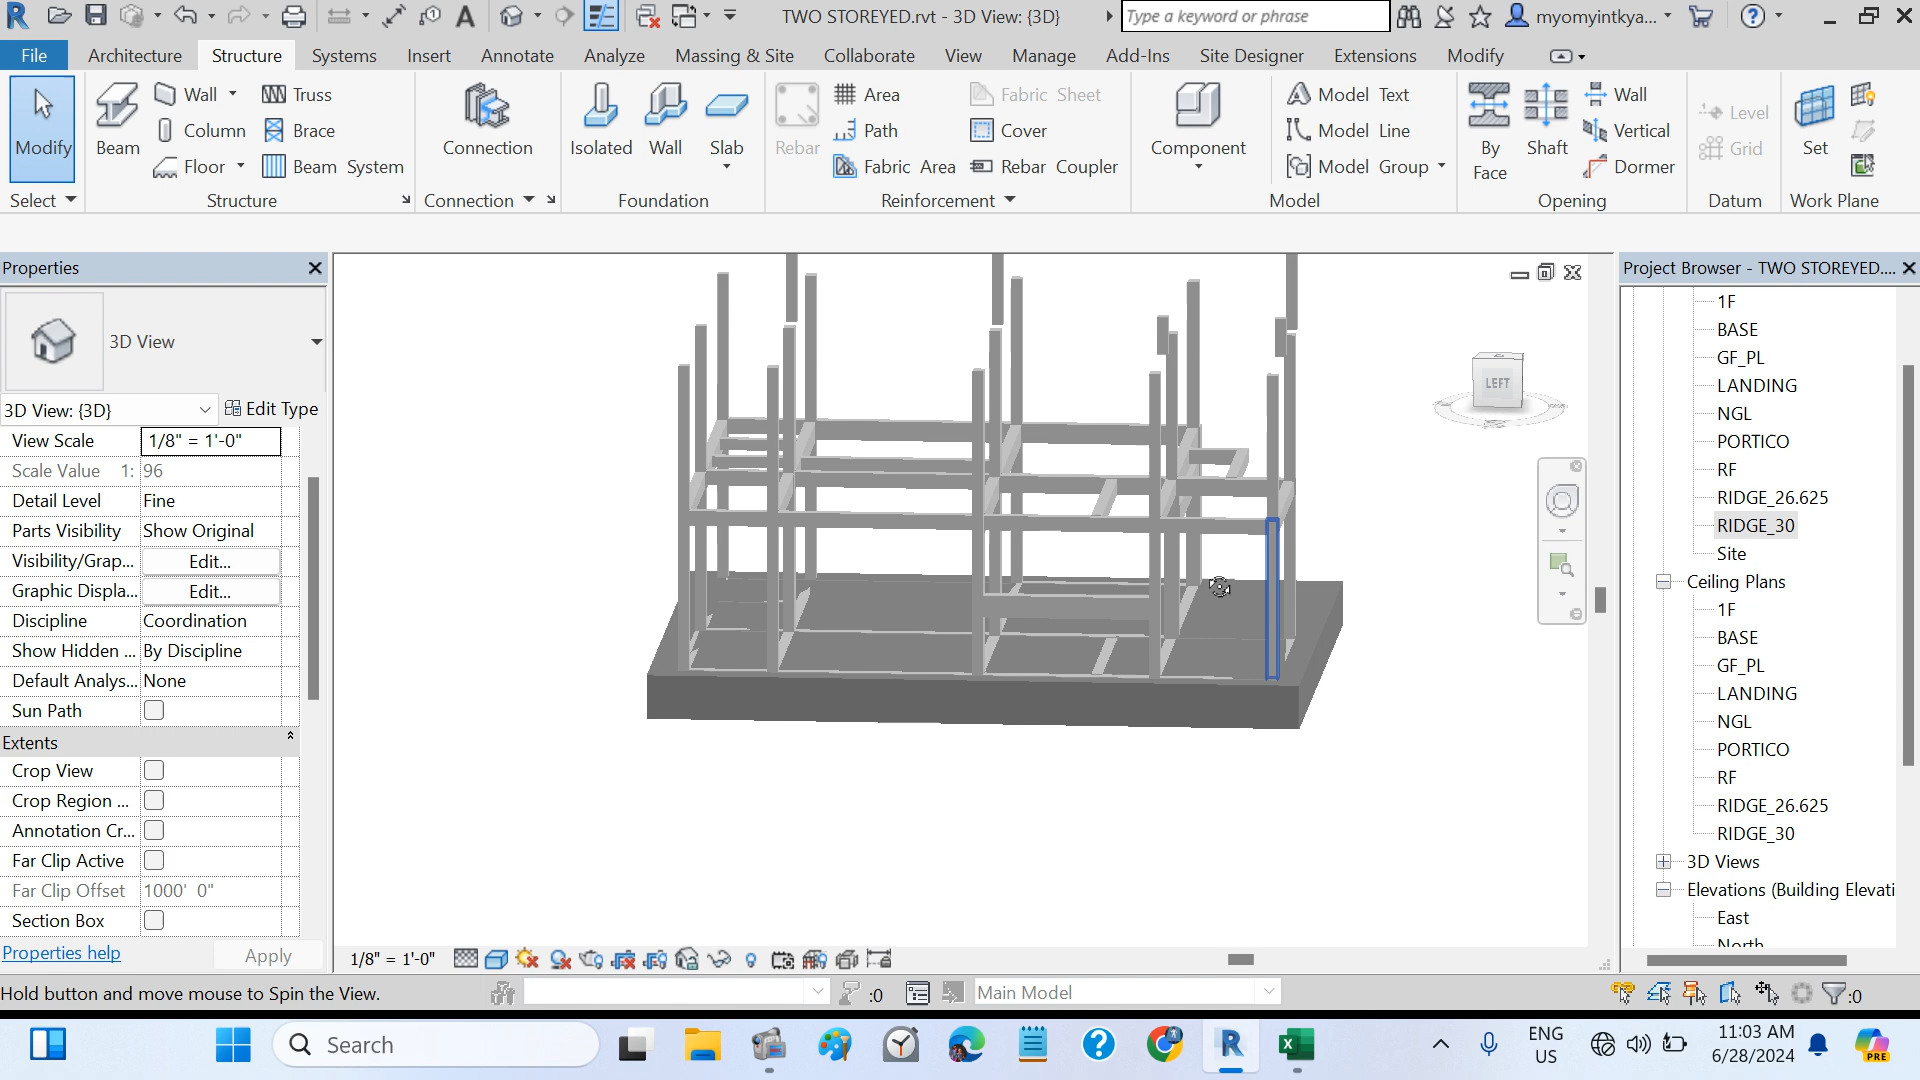 TWO STOREYED.rvt - 3D View: {3D}
Type a keyword or phrase
myomyintkya...
File
Architecture
Structure
Systems
Insert
Annotate
Analyze
Massing & Site
Collaborate
View
Manage
Add-Ins
Site Designer
Extensions
Modify
Modify
Beam
Wall
Column
Floor
Truss
Brace
Beam System
Connection
Isolated
Wall
Slab
Rebar
Area
Path
Fabric Area
Fabric Sheet
Cover
Rebar Coupler
Component
Model Text
Model Line
Model Group
By
Face
Shaft
Wall
Vertical
Dormer
Level
Grid
Set
Select
Structure
Connection
Foundation
Reinforcement
Model
Opening
Datum
Work Plane
Properties
3D View
3D View: {3D}
Edit Type
View Scale 1/8" = 1'-0"
Scale Value 1: 96
Detail Level Fine
Parts Visibility Show Original
Visibility/Grap... Edit...
Graphic Displa... Edit...
Discipline Coordination
Show Hidden ... By Discipline
Default Analys... None
Sun Path
Extents
Crop View
Crop Region ...
Annotation Cr...
Far Clip Active
Far Clip Offset 1000' 0"
Section Box
Properties help
Apply
LEFT
Project Browser - TWO STOREYED....
1F
BASE
GF_PL
LANDING
NGL
PORTICO
RF
RIDGE_26.625
RIDGE_30
Site
Ceiling Plans
1F
BASE
GF_PL
LANDING
NGL
PORTICO
RF
RIDGE_26.625
RIDGE_30
3D Views
Elevations (Building Elevati
East
North
1/8" = 1'-0"
Hold button and move mouse to Spin the View.
:0
Main Model
:0
Search
ENG
US
11:03 AM
6/28/2024
PRE